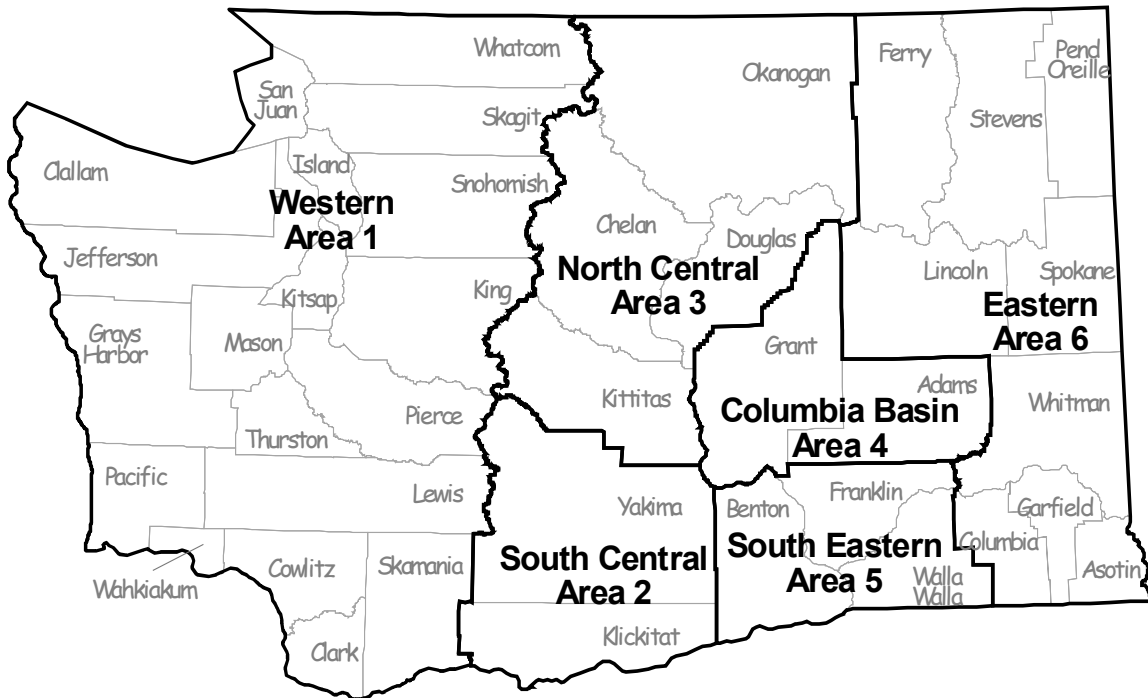 Whatcom
Okanogan
Ferry
Pend
Oreille
San
Juan
Skagit
Stevens
Clallam
Island
Snohomish
Western
Area 1
Chelan
Douglas
Jefferson
Kitsap
King
North Central
Area 3
Lincoln
Spokane
Eastern
Area 6
Grays
Harbor
Mason
Grant
Pierce
Kittitas
Adams
Columbia Basin
Area 4
Whitman
Thurston
Pacific
Lewis
Yakima
Benton
Franklin
Garfield
Wahkiakum
Cowlitz
Skamania
South Central
Area 2
South Eastern
Area 5
Columbia
Asotin
Walla
Walla
Clark
Klickitat